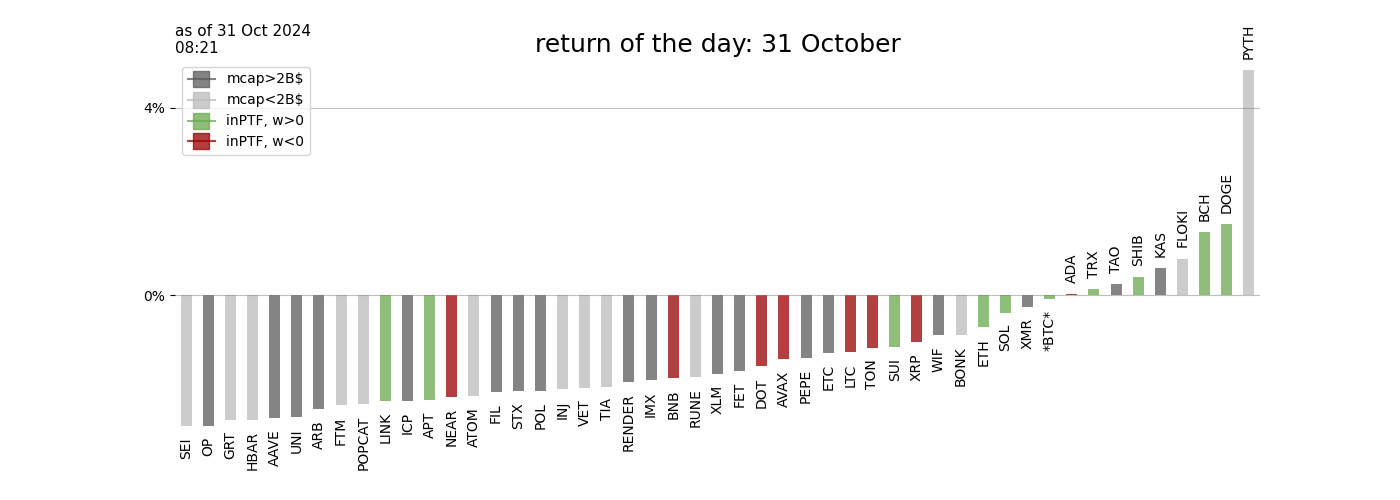 as of 31 Oct 2024
08:21
return of the day: 31 October
mcap>2B$
mcap<2B$
inPTF, w>0
inPTF, w<0
4%
0%
SEI
OP
GRT
HBAR
AAVE
UNI
ARB
FTM
POPCAT
LINK
ICP
APT
NEAR
ATOM
FIL
STX
POL
INJ
VET
TIA
RENDER
IMX
BNB
RUNE
XLM
FET
DOT
AVAX
PEPE
ETC
LTC
TON
SUI
XRP
WIF
BONK
ETH
SOL
XMR
*BTC*
ADA
TRX
TAO
SHIB
KAS
FLOKI
BCH
DOGE
PYTH